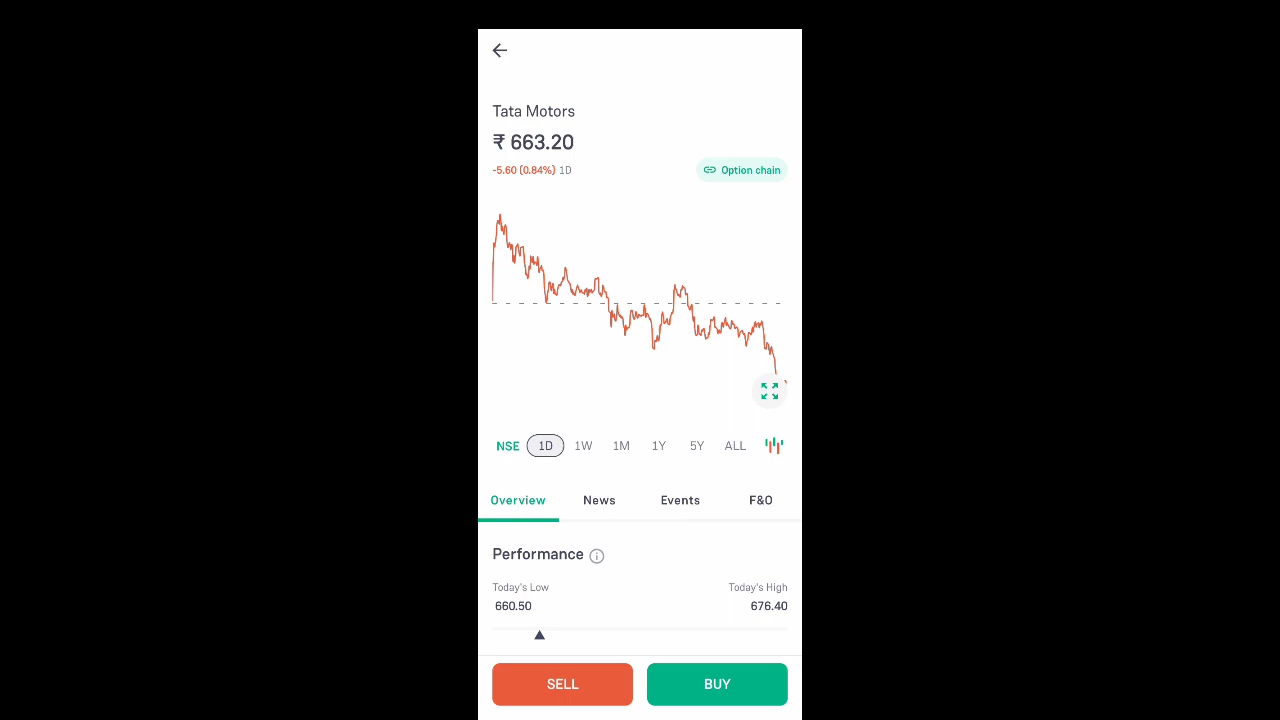 Tata Motors
₹ 663.20
-5.60 (0.84%) 1D
Option chain
NSE 1D 1W 1M 1Y 5Y ALL
Overview News Events F&O
Performance
Today's Low Today's High
660.50 676.40
SELL BUY